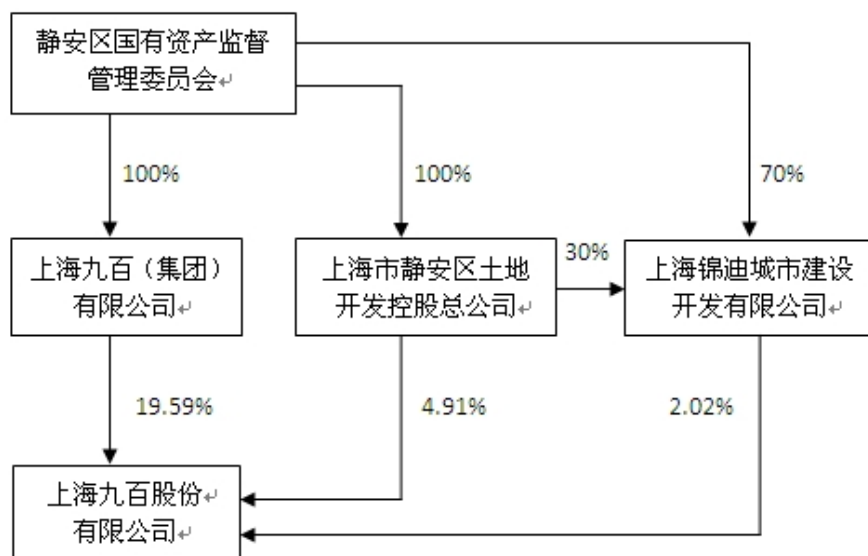 静安区国有资产监督
管理委员会↵
100%
100%
70%
上海九百（集团）
有限公司↵
上海市静安区土地
开发控股总公司↵
30%
上海锦迪城市建设
开发有限公司↵
19.59%
4.91%
2.02%
上海九百股份↵
有限公司↵